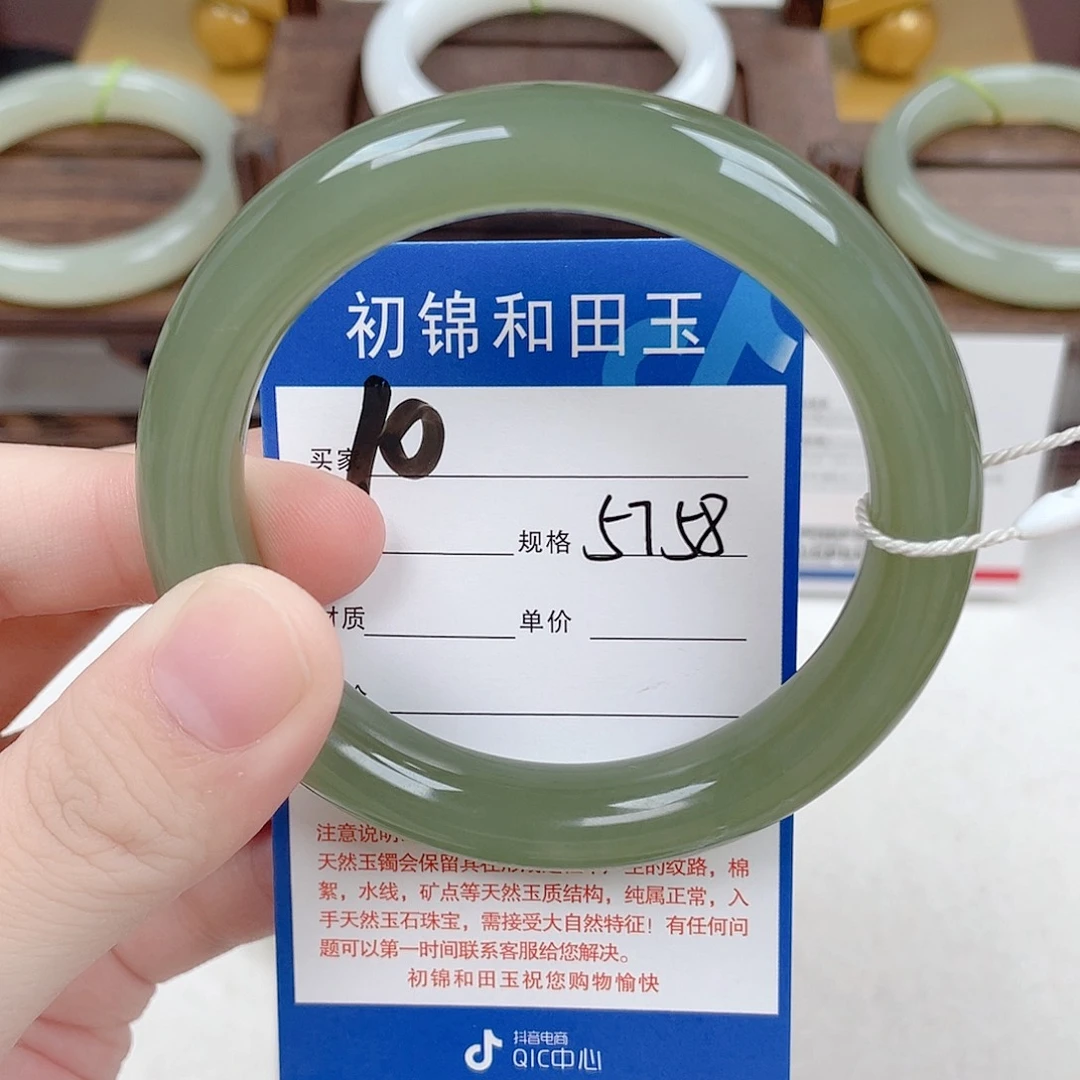 初锦和田玉
买家 10
规格 5758
材质 单价
注意说明
天然玉镯会保留其在形成过程中产生的纹路，棉
絮，水线，矿点等天然玉质结构，纯属正常，入
手天然玉石珠宝，需接受大自然特征！有任何问
题可以第一时间联系客服给您解决。
初锦和田玉祝您购物愉快
抖音电商
QIC中心